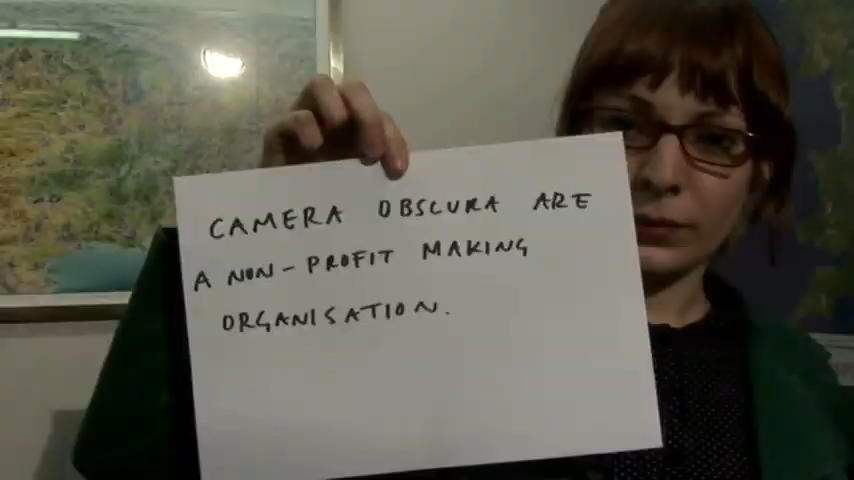 CAMERA OBSCURA ARE
A NON-PROFIT MAKING
ORGANISATION.